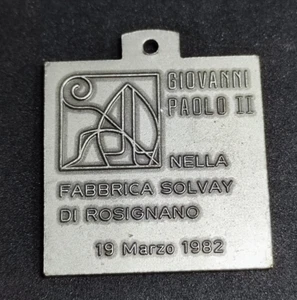 GIOVANNI
PAOLO II
NELLA
FABBRICA SOLVAY
DI ROSIGNANO
19 Marzo 1982